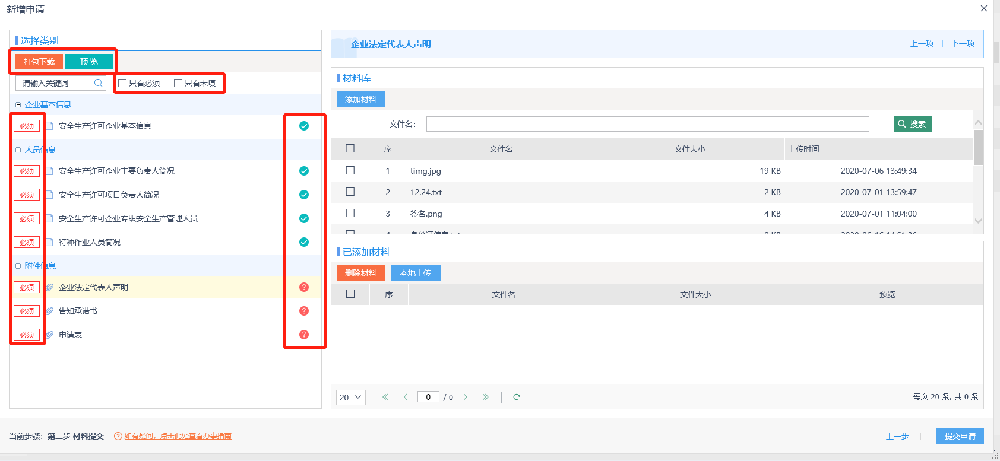 新增申请
选择类别
打包下载 预 览
请输入关键词 只看必须 只看未填
企业基本信息
必须 安全生产许可企业基本信息
人员信息
必须 安全生产许可企业主要负责人简况
必须 安全生产许可项目负责人简况
必须 安全生产许可企业专职安全生产管理人员
必须 特种作业人员简况
附件信息
必须 企业法定代表人声明 ?
必须 告知承诺书 ?
必须 申请表 ?
企业法定代表人声明 上一项 下一项
材料库
添加材料
文件名: 搜索
序 文件名 文件大小 上传时间
1 timg.jpg 19 KB 2020-07-06 13:49:34
2 12.24.txt 2 KB 2020-07-01 13:59:47
3 签名.png 4 KB 2020-07-01 11:04:00
已添加材料
删除材料 本地上传
序 文件名 文件大小 预览
20 0 / 0 每页 20 条, 共 0 条
当前步骤: 第二步 材料提交 ? 如有疑问，点击此处查看办事指南 上一步 提交申请